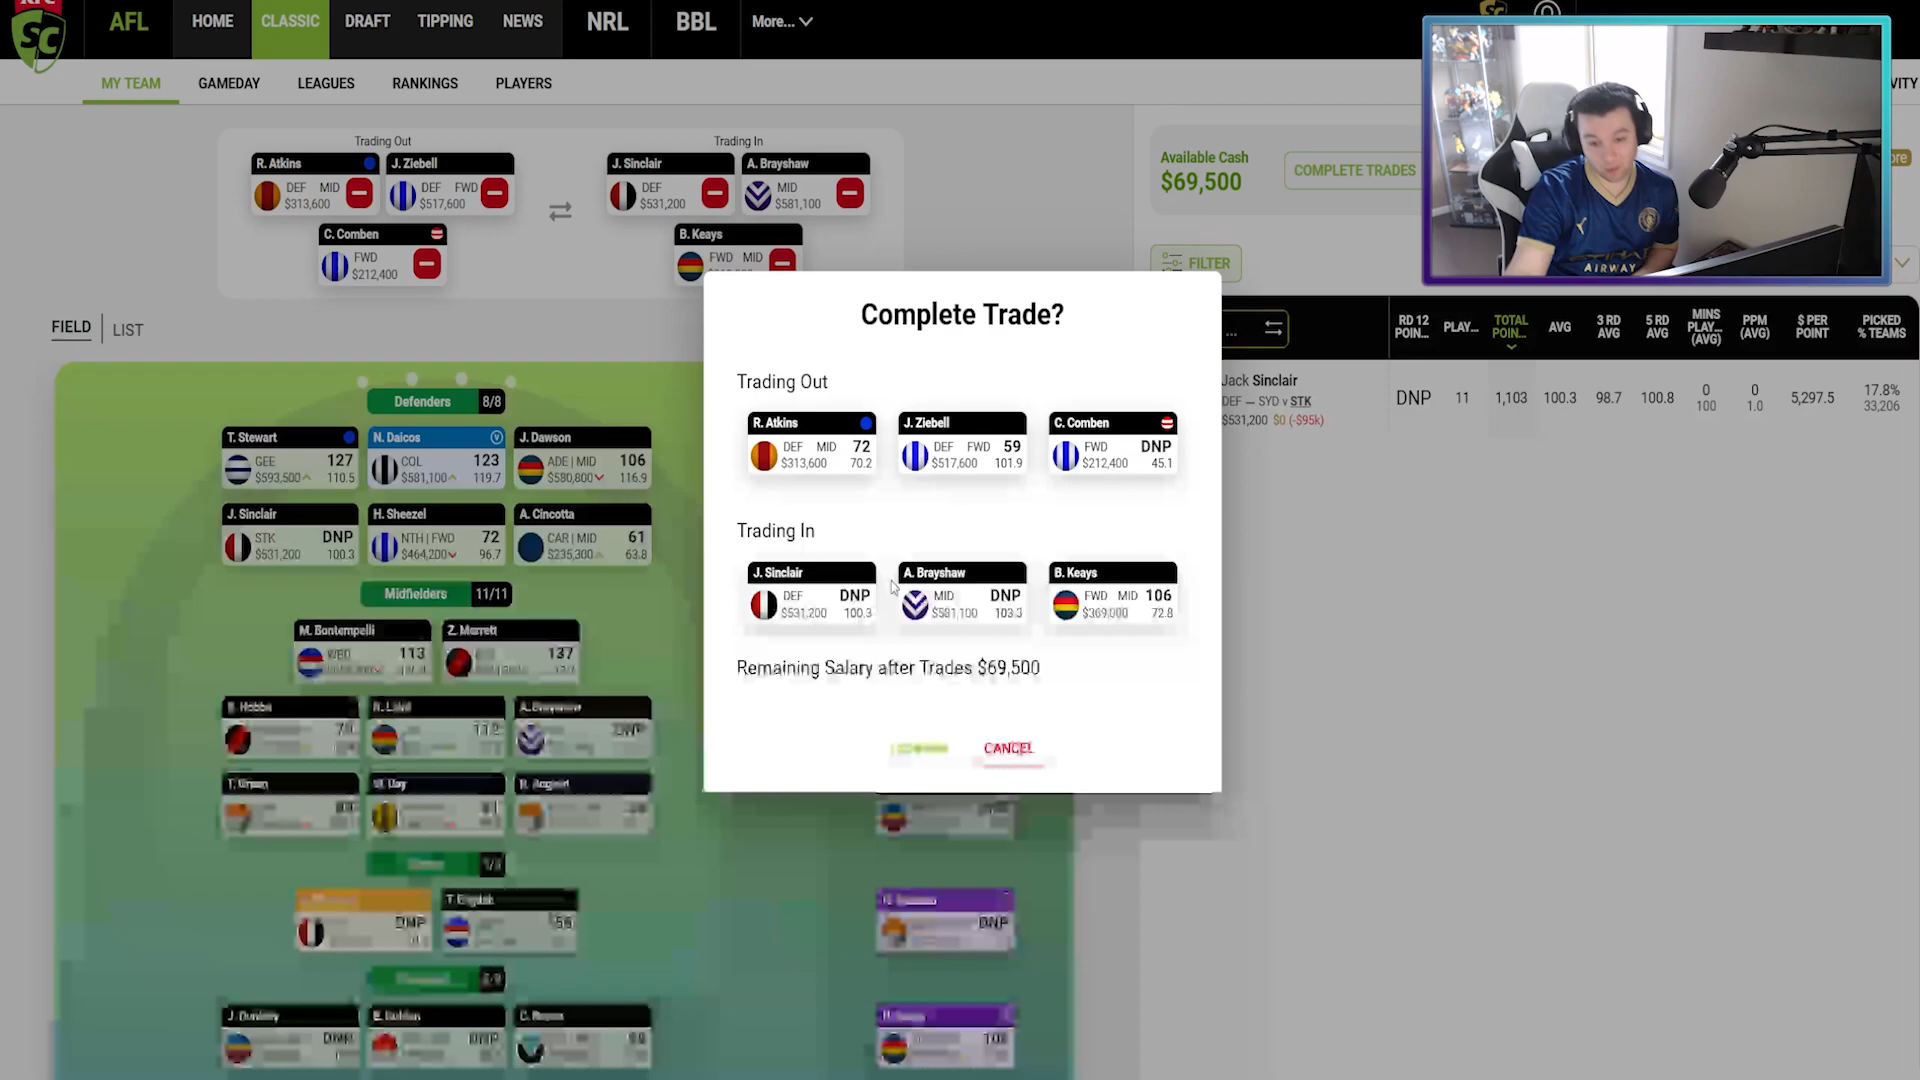 KFC
SC
AFL HOME CLASSIC DRAFT TIPPING NEWS NRL BBL More...
MY TEAM GAMEDAY LEAGUES RANKINGS PLAYERS
VITY
Trading Out
Trading In
R. Atkins
DEF MID
$313,600
J. Ziebell
DEF FWD
$517,600
J. Sinclair
DEF
$531,200
A. Brayshaw
MID
$581,100
C. Comben
FWD
$212,400
B. Keays
FWD MID
Available Cash
$69,500
COMPLETE TRADES
FILTER
AIRWAY
FIELD LIST
Complete Trade?
Trading Out
R. Atkins
DEF MID 72
$313,600 70.2
J. Ziebell
DEF FWD 59
$517,600 101.9
C. Comben
FWD DNP
$212,400 45.1
Trading In
J. Sinclair
DEF DNP
$531,200 100.3
A. Brayshaw
MID DNP
$581,100 103.3
B. Keays
FWD MID 106
$369,000 72.8
Remaining Salary after Trades $69,500
CANCEL
...
RD 12 POIN... PLAY... TOTAL POIN... AVG 3 RD AVG 5 RD AVG MINS PLAY... (AVG) PPM (AVG) $ PER POINT PICKED % TEAMS
Jack Sinclair
DEF — SYD v STK
$531,200 $0 (-$95k)
DNP 11 1,103 100.3 98.7 100.8 0 0 5,297.5 17.8%
100 1.0 33,206
Defenders 8/8
T. Stewart
GEE 127
$593,500 110.5
N. Daicos V
COL 123
$581,100 119.7
J. Dawson
ADE | MID 106
$580,800 116.9
J. Sinclair
STK DNP
$531,200 100.3
H. Sheezel
NTH | FWD 72
$464,200 96.7
A. Cincotta
CAR | MID 61
$235,300 63.8
Midfielders 11/11
M. Bontempelli
WBD 113
Z. Merrett
137
DNP
T. English
56
DNP
J. Dunkley